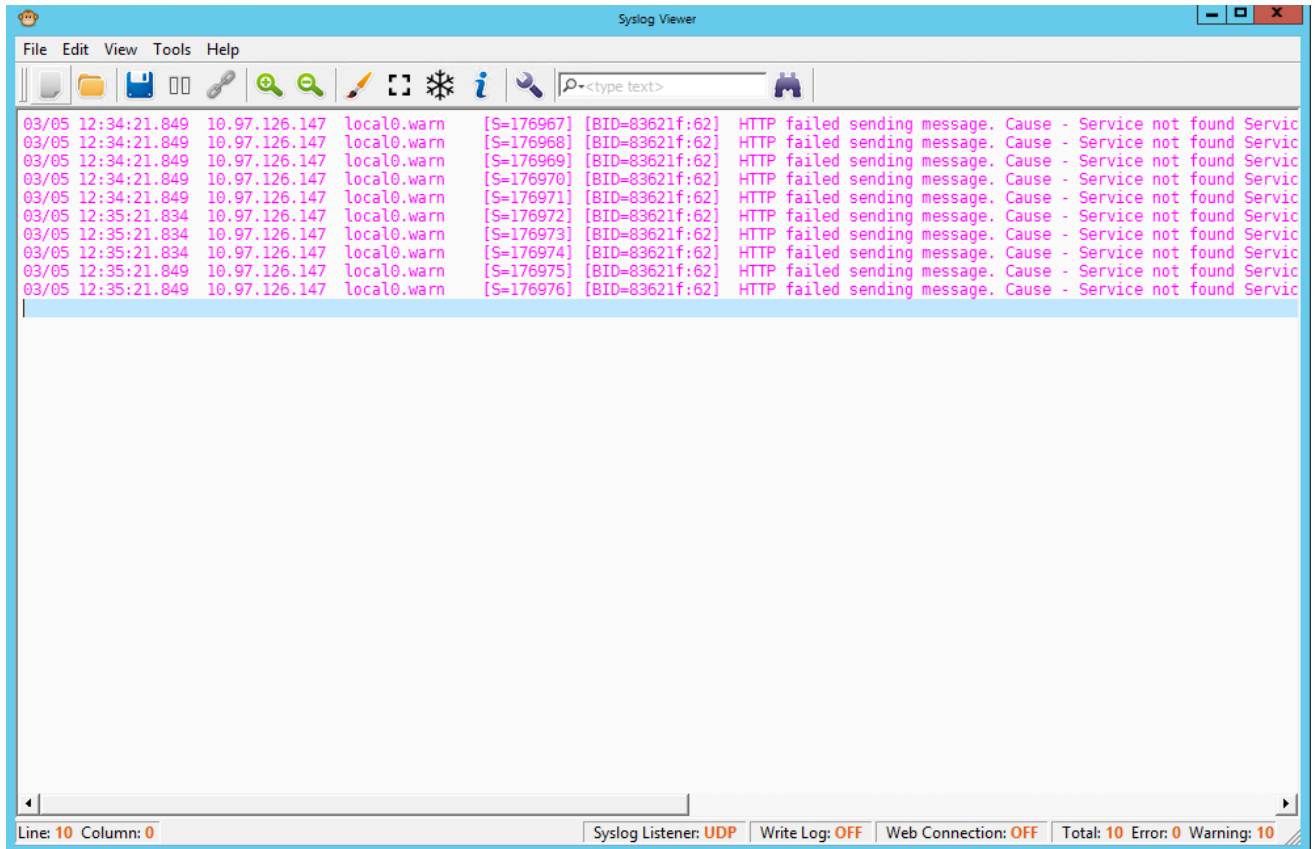 Syslog Viewer
File Edit View Tools Help
<type text>
03/05 12:34:21.849 10.97.126.147 local0.warn [S=176967] [BID=83621f:62] HTTP failed sending message. Cause - Service not found Servic
03/05 12:34:21.849 10.97.126.147 local0.warn [S=176968] [BID=83621f:62] HTTP failed sending message. Cause - Service not found Servic
03/05 12:34:21.849 10.97.126.147 local0.warn [S=176969] [BID=83621f:62] HTTP failed sending message. Cause - Service not found Servic
03/05 12:34:21.849 10.97.126.147 local0.warn [S=176970] [BID=83621f:62] HTTP failed sending message. Cause - Service not found Servic
03/05 12:34:21.849 10.97.126.147 local0.warn [S=176971] [BID=83621f:62] HTTP failed sending message. Cause - Service not found Servic
03/05 12:35:21.834 10.97.126.147 local0.warn [S=176972] [BID=83621f:62] HTTP failed sending message. Cause - Service not found Servic
03/05 12:35:21.834 10.97.126.147 local0.warn [S=176973] [BID=83621f:62] HTTP failed sending message. Cause - Service not found Servic
03/05 12:35:21.834 10.97.126.147 local0.warn [S=176974] [BID=83621f:62] HTTP failed sending message. Cause - Service not found Servic
03/05 12:35:21.849 10.97.126.147 local0.warn [S=176975] [BID=83621f:62] HTTP failed sending message. Cause - Service not found Servic
03/05 12:35:21.849 10.97.126.147 local0.warn [S=176976] [BID=83621f:62] HTTP failed sending message. Cause - Service not found Servic
Line: 10 Column: 0 Syslog Listener: UDP Write Log: OFF Web Connection: OFF Total: 10 Error: 0 Warning: 10